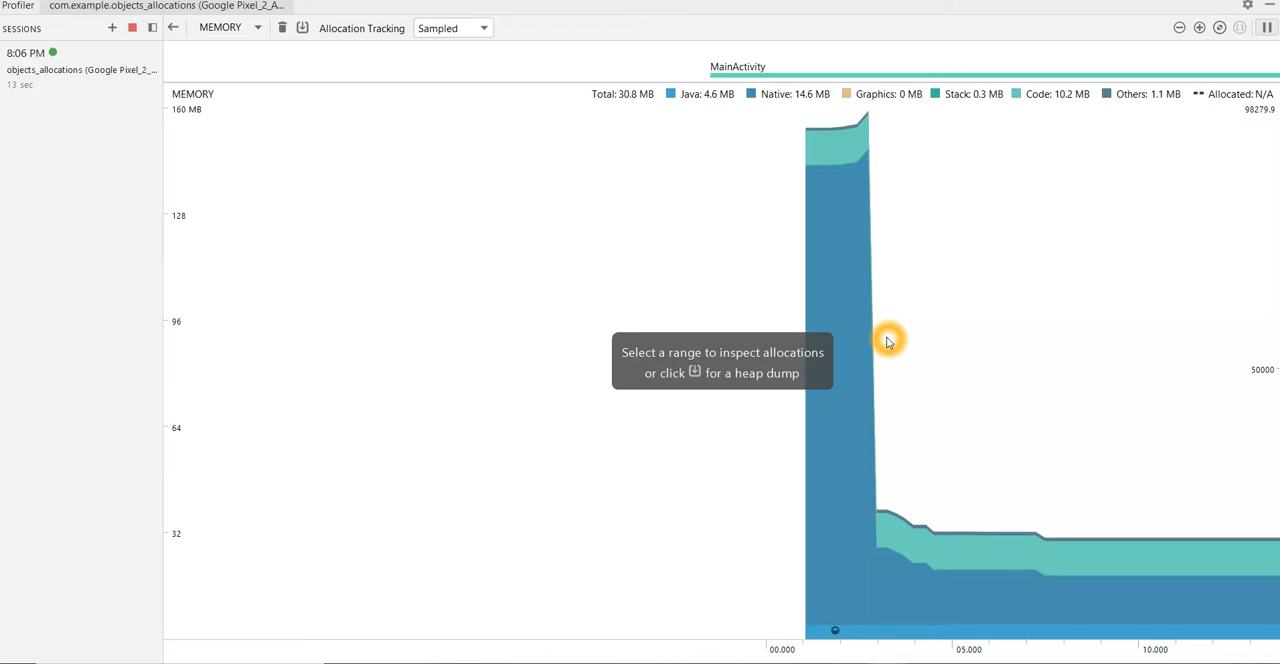 Profiler com.example.objects_allocations (Google Pixel_2_A...
SESSIONS MEMORY Allocation Tracking Sampled
8:06 PM
objects_allocations (Google Pixel_2_...
13 sec
MainActivity
MEMORY Total: 30.8 MB Java: 4.6 MB Native: 14.6 MB Graphics: 0 MB Stack: 0.3 MB Code: 10.2 MB Others: 1.1 MB Allocated: N/A
160 MB 98279.9
128
96
Select a range to inspect allocations
or click for a heap dump
50000
64
32
00.000 05.000 10.000